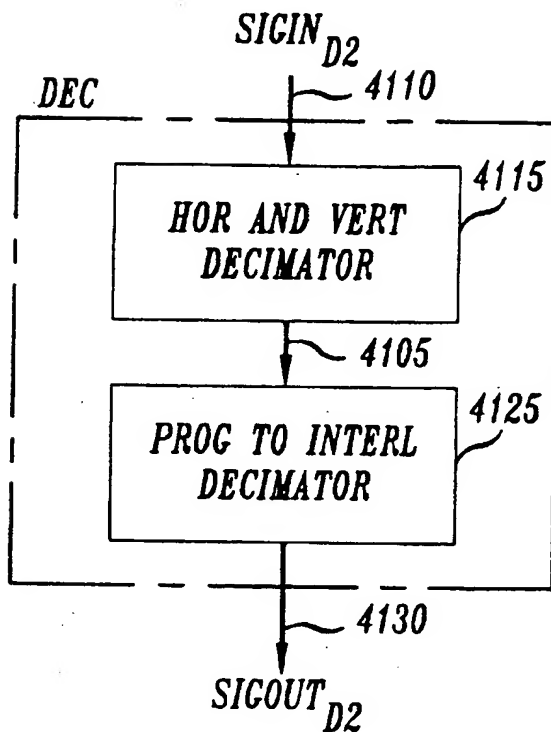 SIGIN D2
4110
DEC
4115
HOR AND VERT
DECIMATOR
4105
4125
PROG TO INTERL
DECIMATOR
4130
SIGOUT D2